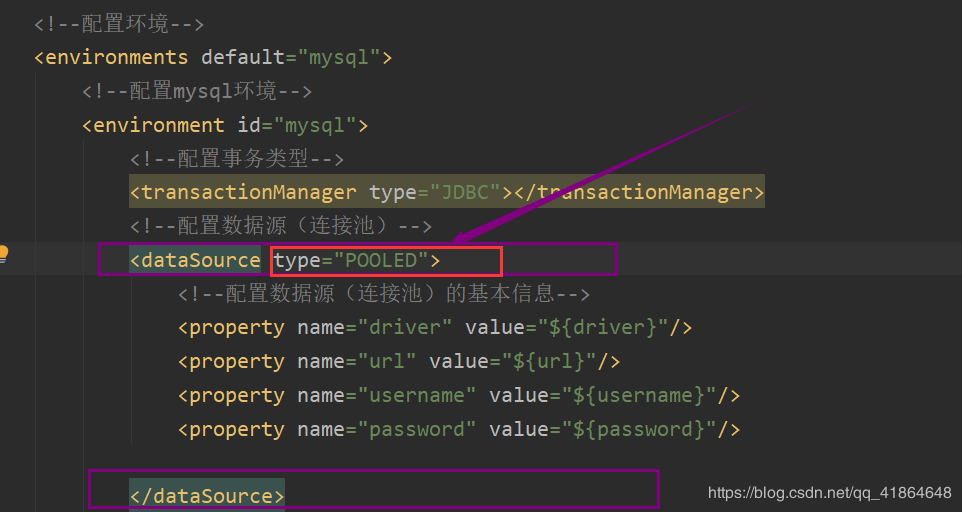 <!--配置环境-->
<environments default="mysql">
<!--配置mysql环境-->
<environment id="mysql">
<!--配置事务类型-->
<transactionManager type="JDBC"></transactionManager>
<!--配置数据源（连接池）-->
<dataSource type="POOLED">
<!--配置数据源（连接池）的基本信息-->
<property name="driver" value="${driver}"/>
<property name="url" value="${url}"/>
<property name="username" value="${username}"/>
<property name="password" value="${password}"/>
</dataSource>
https://blog.csdn.net/qq_41864648